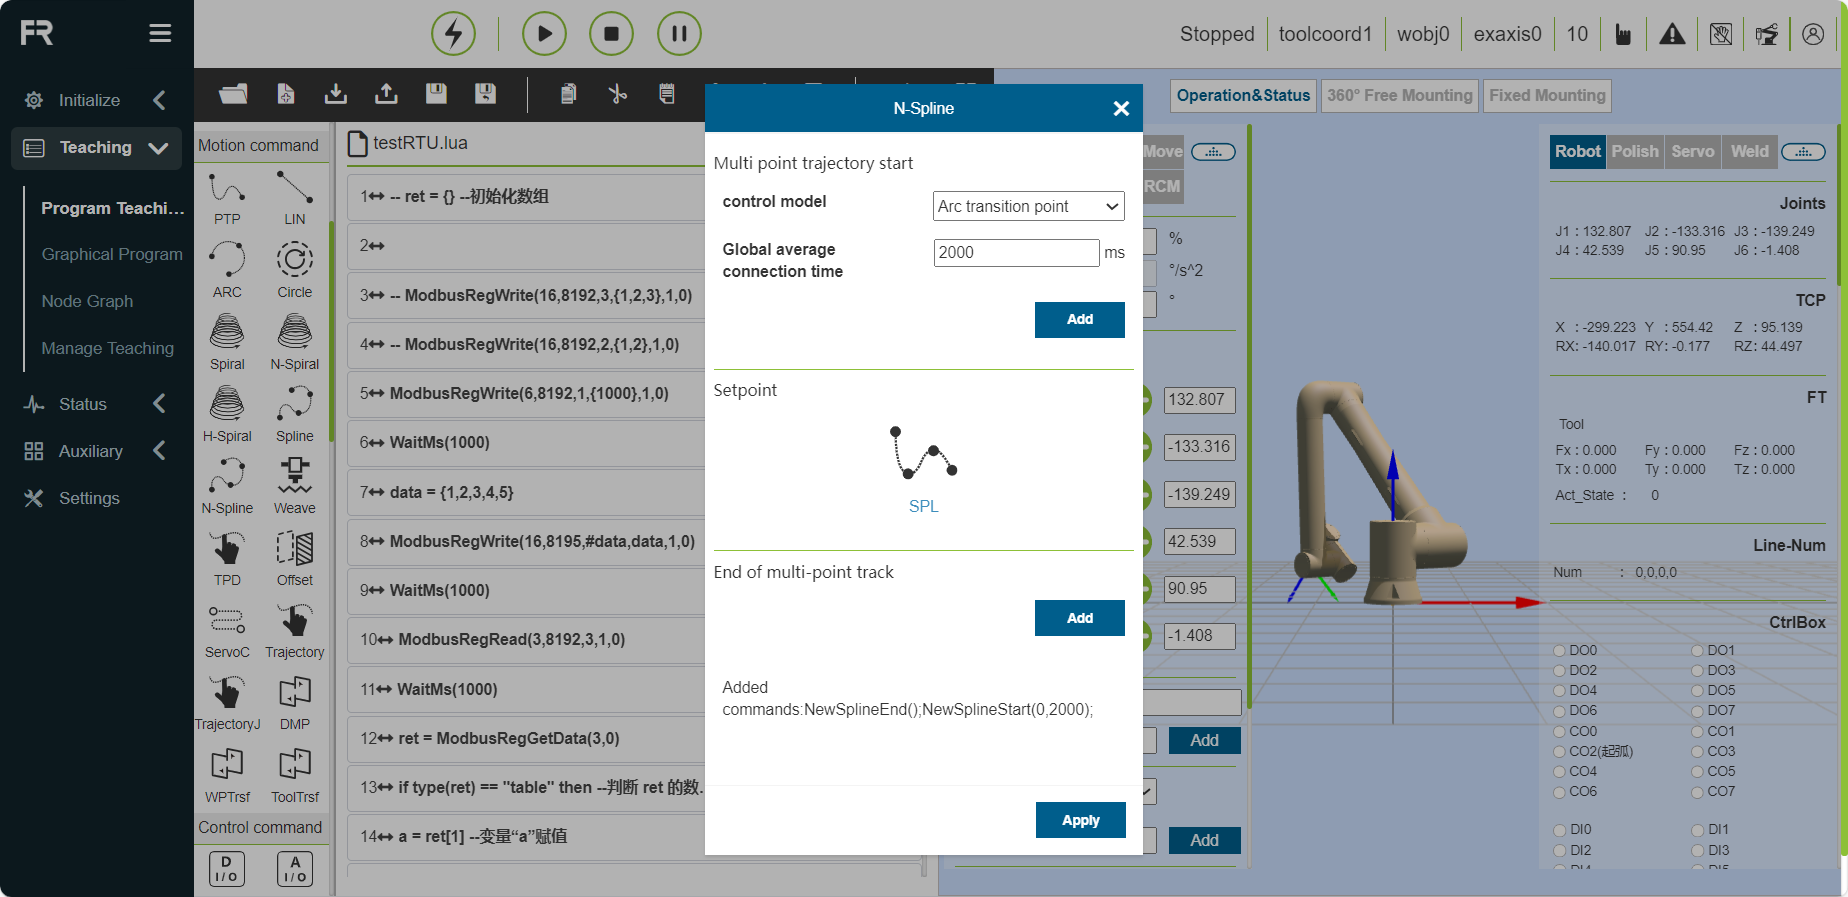 FR
Stopped
toolcoord1
wobj0
exaxis0
10
Initialize
Teaching
Program Teachi...
Graphical Program
Node Graph
Manage Teaching
Status
Auxiliary
Settings
Motion command
PTP
LIN
ARC
Circle
Spiral
N-Spiral
H-Spiral
Spline
N-Spline
Weave
TPD
Offset
ServoC
Trajectory
TrajectoryJ
DMP
WPTrsf
ToolTrsf
Control command
D I/O
A I/O
testRTU.lua
1 -- ret = {} --初始化数组
2
3 -- ModbusRegWrite(16,8192,3,{1,2,3},1,0)
4 -- ModbusRegWrite(16,8192,2,{1,2},1,0)
5 ModbusRegWrite(6,8192,1,{1000},1,0)
6 WaitMs(1000)
7 data = {1,2,3,4,5}
8 ModbusRegWrite(16,8195,#data,data,1,0)
9 WaitMs(1000)
10 ModbusRegRead(3,8192,3,1,0)
11 WaitMs(1000)
12 ret = ModbusRegGetData(3,0)
13 if type(ret) == "table" then --判断 ret 的数.
14 a = ret[1] --变量“a”赋值
N-Spline
Multi point trajectory start
control model
Arc transition point
Global average
connection time
2000
ms
Add
Setpoint
SPL
End of multi-point track
Add
Added
commands:NewSplineEnd();NewSplineStart(0,2000);
Apply
Operation&Status
360° Free Mounting
Fixed Mounting
Move
RCM
%
°/s^2
°
132.807
-133.316
-139.249
42.539
90.95
-1.408
Add
Add
Robot
Polish
Servo
Weld
Joints
J1 : 132.807 J2 : -133.316 J3 : -139.249
J4 : 42.539 J5 : 90.95 J6 : -1.408
TCP
X : -299.223 Y : 554.42 Z : 95.139
RX: -140.017 RY: -0.177 RZ: 44.497
FT
Tool
Fx : 0.000 Fy : 0.000 Fz : 0.000
Tx : 0.000 Ty : 0.000 Tz : 0.000
Act_State : 0
Line-Num
Num : 0,0,0,0
CtrlBox
DO0 DO1
DO2 DO3
DO4 DO5
DO6 DO7
CO0 CO1
CO2(起弧) CO3
CO4 CO5
CO6 CO7
DI0 DI1
DI2 DI3